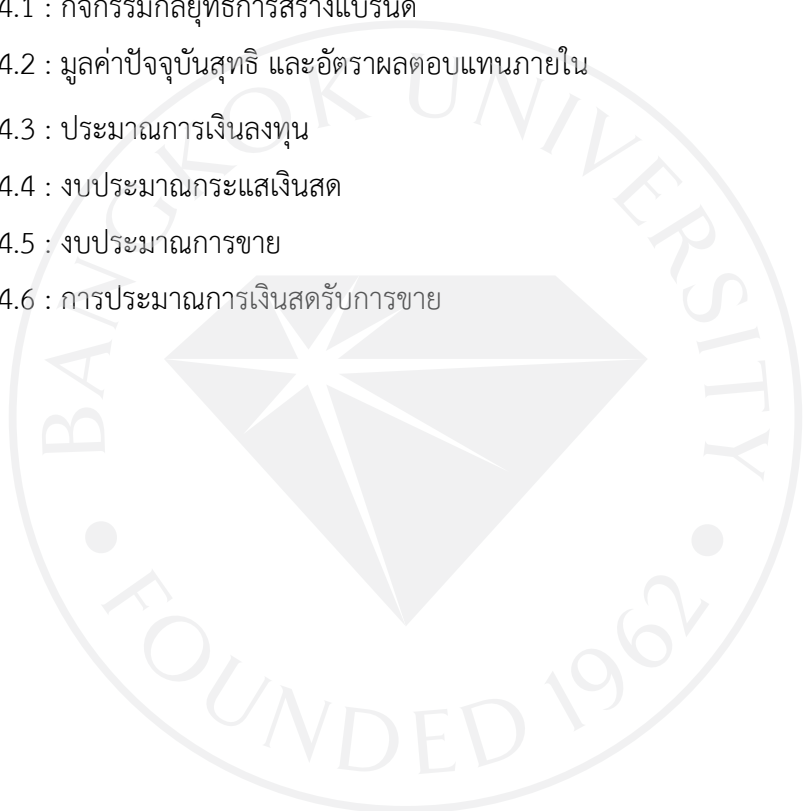 4.1 : กิจกรรมกลยุทธ์การสร้างแบรนด์
4.2 : มูลค่าปัจจุบันสุทธิ และอัตราผลตอบแทนภายใน
4.3 : ประมาณการเงินลงทุน
4.4 : งบประมาณกระแสเงินสด
4.5 : งบประมาณการขาย
4.6 : การประมาณการเงินสดรับการขาย
BANGKOK UNIVERSITY
FOUNDED 1962